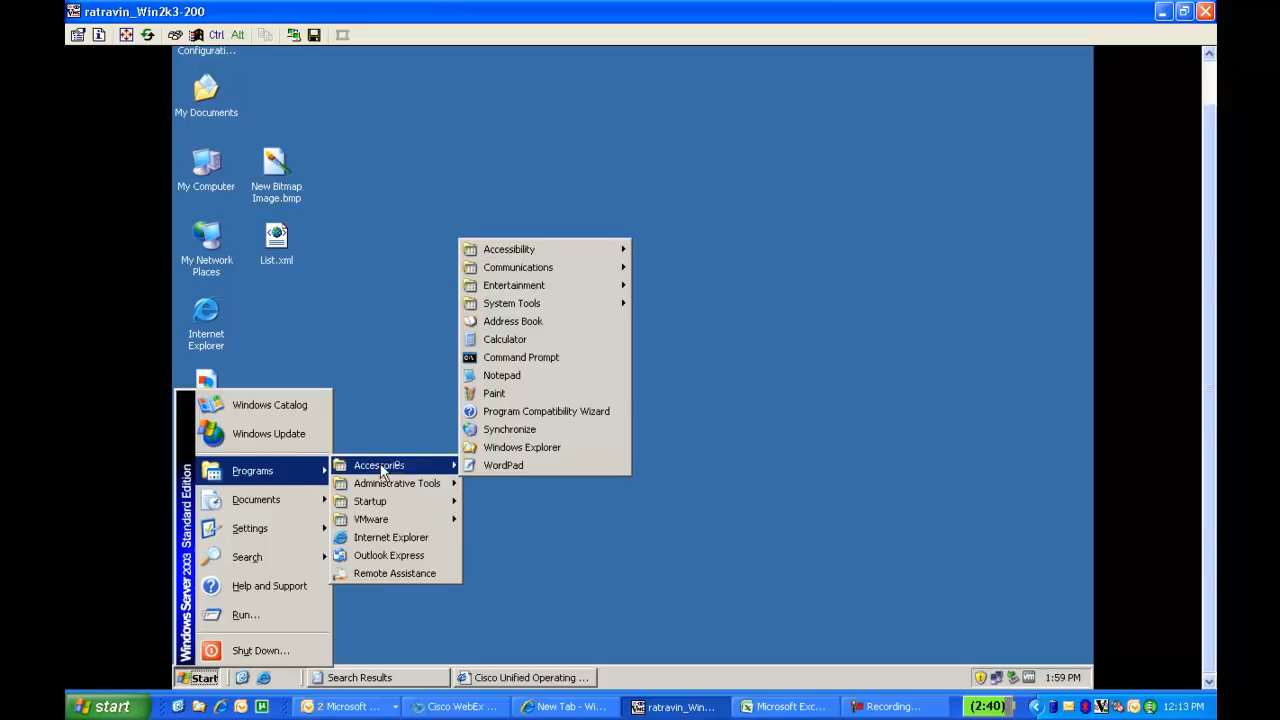 ratravin_Win2k3-200
Ctrl Alt
Configurati...
My Documents
My Computer
New Bitmap
Image.bmp
My Network
Places
List.xml
Internet
Explorer
Accessibility
Communications
Entertainment
System Tools
Address Book
Calculator
Command Prompt
Notepad
Paint
Program Compatibility Wizard
Synchronize
Windows Explorer
WordPad
Windows Catalog
Windows Update
Programs
Documents
Settings
Search
Help and Support
Run...
Shut Down...
Windows Server 2003 Standard Edition
Accessories
Administrative Tools
Startup
VMware
Internet Explorer
Outlook Express
Remote Assistance
Start
Search Results
Cisco Unified Operating ...
1:59 PM
start
2 Microsoft ...
Cisco WebEx ...
New Tab - Wi...
ratravin_Win...
Microsoft Exc...
Recording...
(2:40)
12:13 PM